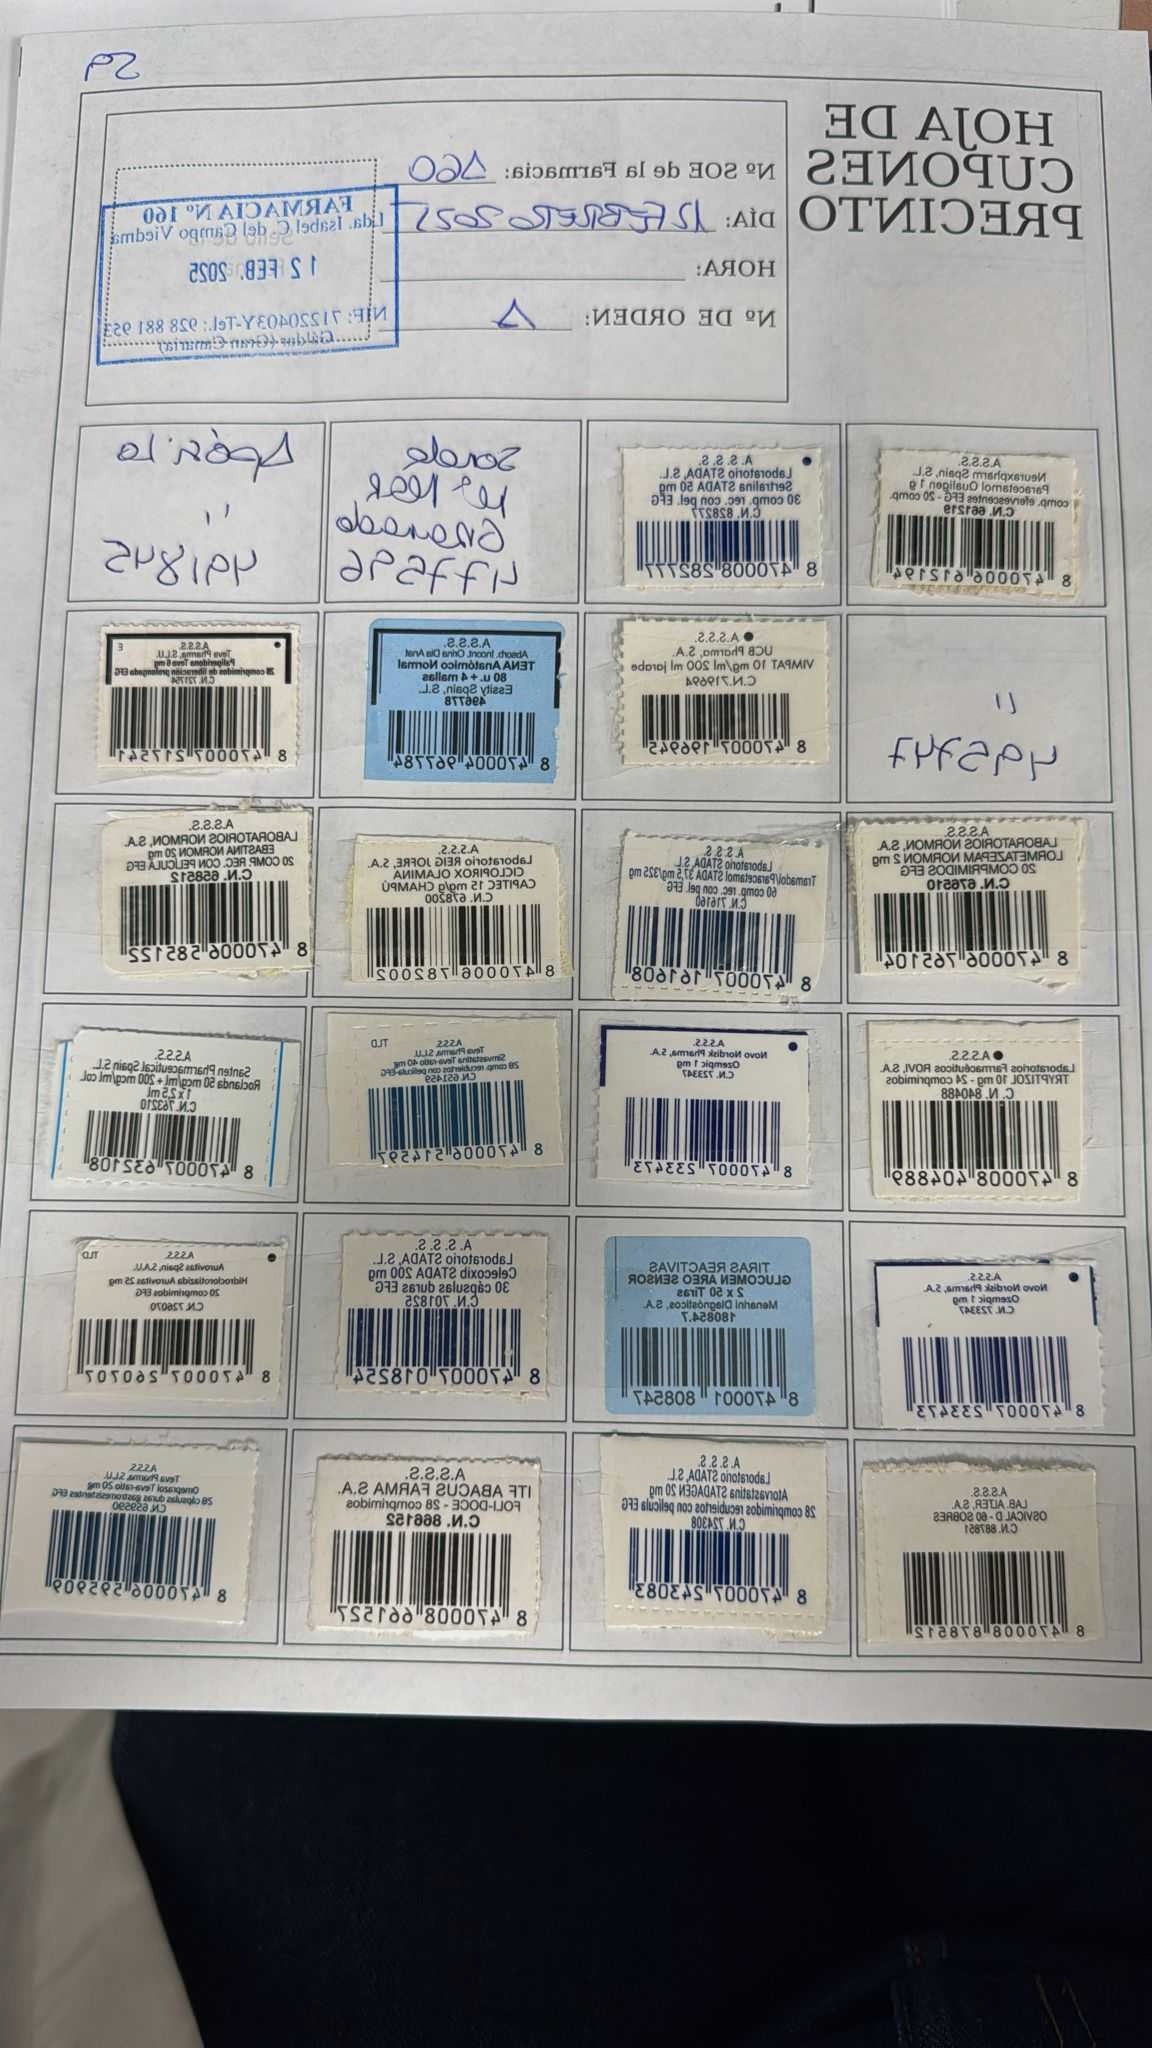 59
HOJA DE
CUPONES
PRECINTO
Nº SOE de la Farmacia: 160
DÍA: 12 FEBRERO 2025
HORA:
Nº DE ORDEN: 1
FARMACIA Nº 160
Lda. Isabel C. del Campo Viedma
12 FEB. 2025
NIF: 71220403Y-Tel.: 928 881 953
Gáldar (Gran Canaria)
A.S.S.S.
Neuraxpharm Spain, S.L.
Paracetamol Qualigen 1 g
comp. efervescentes EFG - 20 comp.
C.N. 661219
8 470006 612194
A. S. S. S.
Laboratorio STADA, S.L.
Sertralina STADA 50 mg
30 comp. rec. con pel. EFG
C.N. 828277
8 470008 282777
Sonda
477596
"
491845
"
495747
A.S.S.S.
UCB Pharma, S.A.
VIMPAT 10 mg/ml 200 ml jarabe
C.N.719694
8 470007 196945
A.S.S.S.
Absorb. Incont. Orina Día Anat
TENA Anatómico Normal
80 u. + 4 mallas
Essity Spain, S.L.
496778
8 470004 967784
A.S.S.S.
E
Teva Pharma, S.L.U.
Paliperidona Teva 6 mg
28 comprimidos de liberación prolongada EFG
C.N. 721754
8 470007 217541
A.S.S.S.
LABORATORIOS NORMON, S.A.
LORMETAZEPAM NORMON 2 mg
20 COMPRIMIDOS EFG
C.N. 676510
8 470006 765104
A. S. S. S.
Laboratorio STADA, S.L.
Tramadol/Paracetamol STADA 37,5 mg/325 mg
60 comp. rec. con pel. EFG
C.N. 716160
8 470007 161608
A.S.S.S.
Laboratorio REIG JOFRE, S.A.
CICLOPIROX OLAMINA
CAPITEC 15 mg/g CHAMPÚ
C.N. 678200
8 470006 782002
A.S.S.S.
LABORATORIOS NORMON, S.A.
EBASTINA NORMON 20 mg
20 COMP. REC. CON PELICULA EFG
C.N. 658512
8 470006 585122
A.S.S.S.
Laboratorios Farmacéuticos ROVI, S.A.
TRYPTIZOL 10 mg - 24 comprimidos
C. N. 840488
8 470008 404889
A.S.S.S.
Novo Nordisk Pharma, S.A.
Ozempic 1 mg
C.N. 723347
8 470007 233473
A.S.S.S.
TLD
Teva Pharma, S.L.U.
Simvastatina Teva-ratio 40 mg
28 comp. recubiertos con película-EFG
C.N. 651459
8 470006 514597
A.S.S.S.
Santen Pharmaceutical Spain S.L.
Roclanda 50 mcg/ml + 200 mcg/ml col.
1 x 2,5 ml
C.N. 763210
8 470007 632108
A.S.S.S.
Novo Nordisk Pharma, S.A.
Ozempic 1 mg
C.N. 723347
8 470007 233473
TIRAS REACTIVAS
GLUCOMEN AREO SENSOR
2 x 50 Tiras
Menarini Diagnósticos, S.A.
180854.7
8 470001 808547
A. S. S. S.
Laboratorio STADA, S.L.
Celecoxib STADA 200 mg
30 cápsulas duras EFG
C.N. 701825
8 470007 018254
A.S.S.S.
TLD
Aurovitas Spain, S.A.U.
Hidroclorotiazida Aurovitas 25 mg
20 comprimidos EFG
C.N. 726070
8 470007 260707
A.S.S.S.
LAB. ALTER, S.A.
OSVICAL D - 60 SOBRES
C.N. 887851
8 470008 878512
A. S. S. S.
Laboratorio STADA, S.L.
Atorvastatina STADAGEN 20 mg
28 comprimidos recubiertos con película EFG
C.N. 724308
8 470007 243083
A.S.S.S.
ITF ABACUS FARMA S.A.
FOLI-DOCE - 28 comprimidos
C.N. 866152
8 470008 661527
A.S.S.S.
Teva Pharma, S.L.U.
Omeprazol Teva-ratio 20 mg
28 cápsulas duras gastrorresistentes EFG
C.N. 659590
8 470006 595909